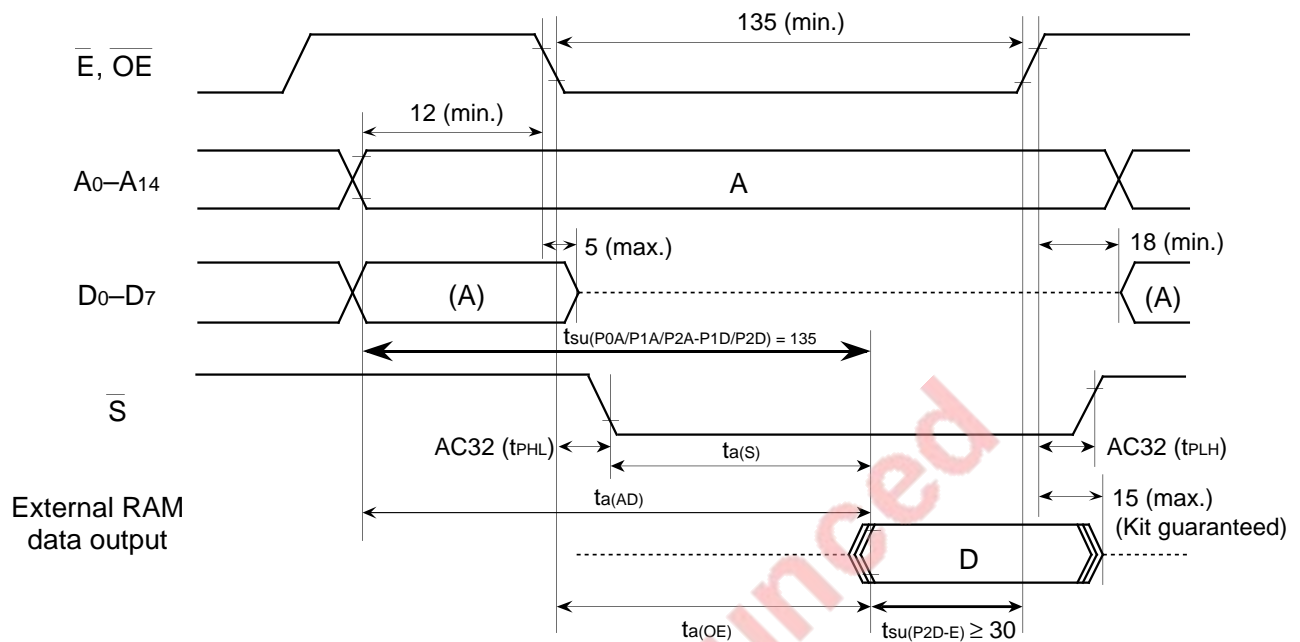 135 (min.)
E, OE
12 (min.)
A0–A14
A
5 (max.)
18 (min.)
D0–D7
(A)
(A)
tsu(P0A/P1A/P2A-P1D/P2D) = 135
S
AC32 (tPHL)
ta(S)
AC32 (tPLH)
External RAM
data output
ta(AD)
15 (max.)
(Kit guaranteed)
D
ta(OE)
tsu(P2D-E) ≥ 30
unced